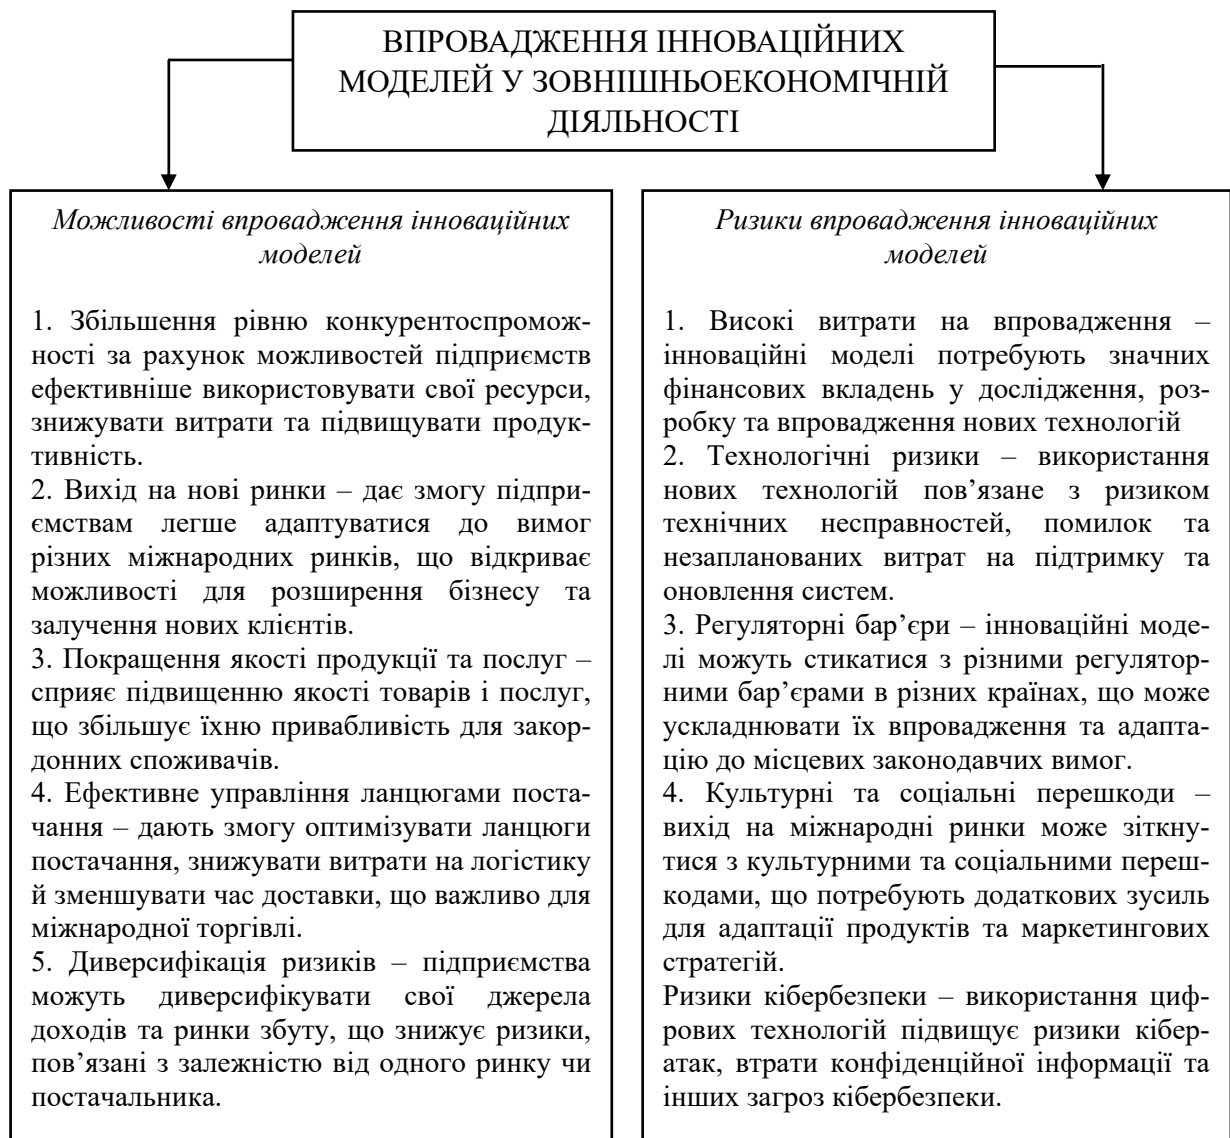 ВПРОВАДЖЕННЯ ІННОВАЦІЙНИХ
МОДЕЛЕЙ У ЗОВНІШНЬОЕКОНОМІЧНІЙ
ДІЯЛЬНОСТІ
Можливості впровадження інноваційних
моделей
1. Збільшення рівню конкурентоспромож-
ності за рахунок можливостей підприємств
ефективніше використовувати свої ресурси,
знижувати витрати та підвищувати продук-
тивність.
2. Вихід на нові ринки – дає змогу підпри-
ємствам легше адаптуватися до вимог
різних міжнародних ринків, що відкриває
можливості для розширення бізнесу та
залучення нових клієнтів.
3. Покращення якості продукції та послуг –
сприяє підвищенню якості товарів і послуг,
що збільшує їхню привабливість для закор-
донних споживачів.
4. Ефективне управління ланцюгами поста-
чання – дають змогу оптимізувати ланцюги
постачання, знижувати витрати на логістику
й зменшувати час доставки, що важливо для
міжнародної торгівлі.
5. Диверсифікація ризиків – підприємства
можуть диверсифікувати свої джерела
доходів та ринки збуту, що знижує ризики,
пов’язані з залежністю від одного ринку чи
постачальника.
Ризики впровадження інноваційних
моделей
1. Високі витрати на впровадження –
інноваційні моделі потребують значних
фінансових вкладень у дослідження, роз-
робку та впровадження нових технологій
2. Технологічні ризики – використання
нових технологій пов’язане з ризиком
технічних несправностей, помилок та
незапланованих витрат на підтримку та
оновлення систем.
3. Регуляторні бар’єри – інноваційні моде-
лі можуть стикатися з різними регулятор-
ними бар’єрами в різних країнах, що може
ускладнювати їх впровадження та адапта-
цію до місцевих законодавчих вимог.
4. Культурні та соціальні перешкоди –
вихід на міжнародні ринки може зіткну-
тися з культурними та соціальними переш-
кодами, що потребують додаткових зусиль
для адаптації продуктів та маркетингових
стратегій.
Ризики кібербезпеки – використання циф-
рових технологій підвищує ризики кібер-
атак, втрати конфіденційної інформації та
інших загроз кібербезпеки.